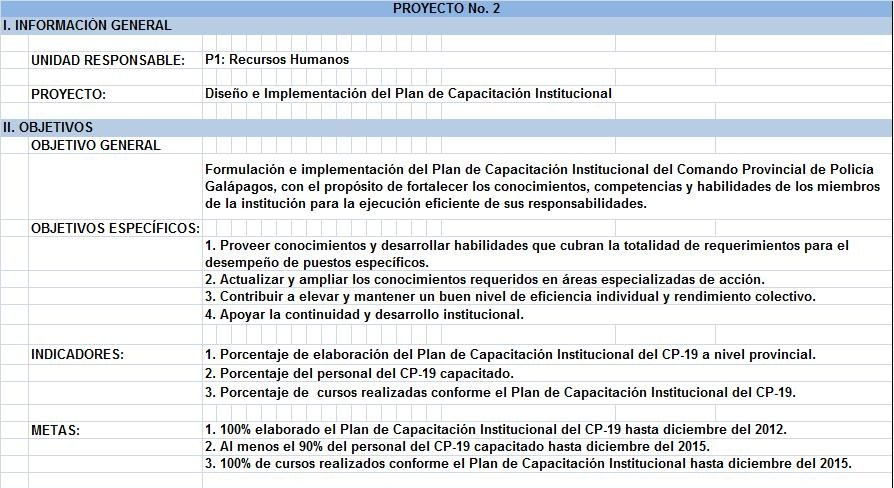 PROYECTO No. 2
I. INFORMACIÓN GENERAL
UNIDAD RESPONSABLE: P1: Recursos Humanos
PROYECTO: Diseño e Implementación del Plan de Capacitación Institucional
II. OBJETIVOS
OBJETIVO GENERAL
Formulación e implementación del Plan de Capacitación Institucional del Comando Provincial de Policía
Galápagos, con el propósito de fortalecer los conocimientos, competencias y habilidades de los miembros
de la institución para la ejecución eficiente de sus responsabilidades.
OBJETIVOS ESPECÍFICOS:
1. Proveer conocimientos y desarrollar habilidades que cubran la totalidad de requerimientos para el
desempeño de puestos específicos.
2. Actualizar y ampliar los conocimientos requeridos en áreas especializadas de acción.
3. Contribuir a elevar y mantener un buen nivel de eficiencia individual y rendimiento colectivo.
4. Apoyar la continuidad y desarrollo institucional.
INDICADORES: 1. Porcentaje de elaboración del Plan de Capacitación Institucional del CP-19 a nivel provincial.
2. Porcentaje del personal del CP-19 capacitado.
3. Porcentaje de cursos realizadas conforme el Plan de Capacitación Institucional del CP-19.
METAS: 1. 100% elaborado el Plan de Capacitación Institucional del CP-19 hasta diciembre del 2012.
2. Al menos el 90% del personal del CP-19 capacitado hasta diciembre del 2015.
3. 100% de cursos realizados conforme el Plan de Capacitación Institucional hasta diciembre del 2015.